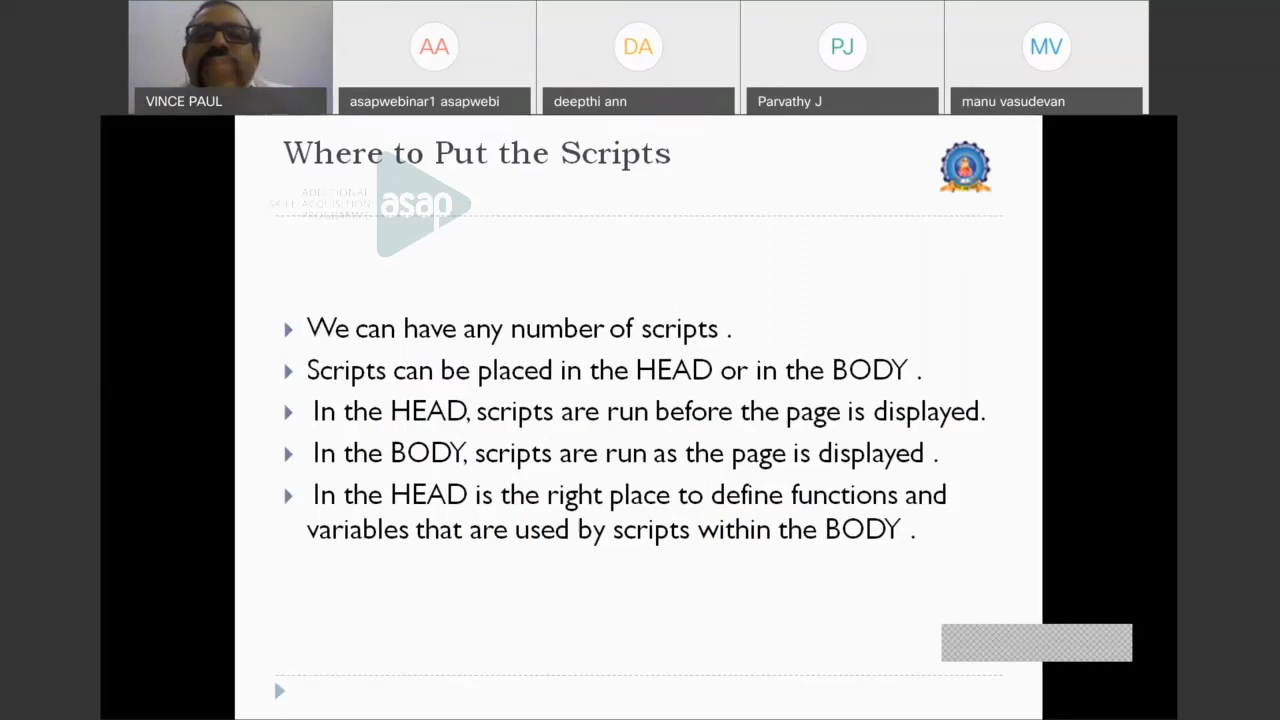 AA
DA
PJ
MV
VINCE PAUL
asapwebinar1 asapwebi
deepthi ann
Parvathy J
manu vasudevan
Where to Put the Scripts
ADDITIONAL
SKILL ACQUISITION
PROGRAMME
asap
We can have any number of scripts .
Scripts can be placed in the HEAD or in the BODY .
In the HEAD, scripts are run before the page is displayed.
In the BODY, scripts are run as the page is displayed .
In the HEAD is the right place to define functions and
variables that are used by scripts within the BODY .